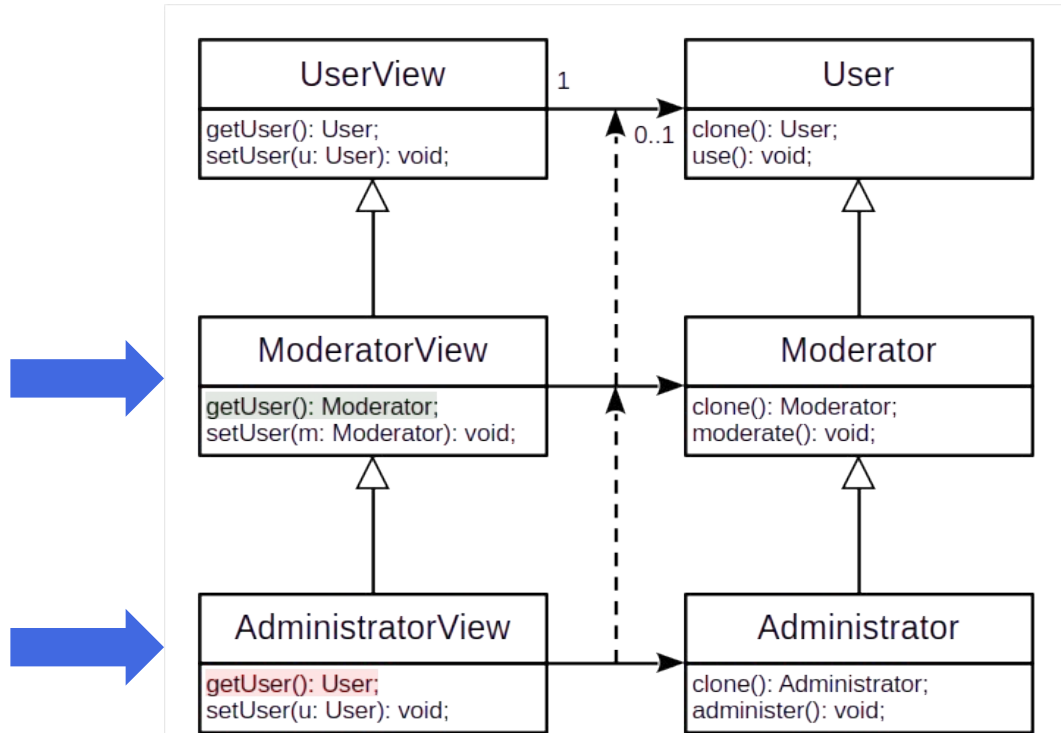 UserView
getUser(): User;
setUser(u: User): void;
1
0..1
User
clone(): User;
use(): void;
ModeratorView
getUser(): Moderator;
setUser(m: Moderator): void;
Moderator
clone(): Moderator;
moderate(): void;
AdministratorView
getUser(): User;
setUser(u: User): void;
Administrator
clone(): Administrator;
administer(): void;